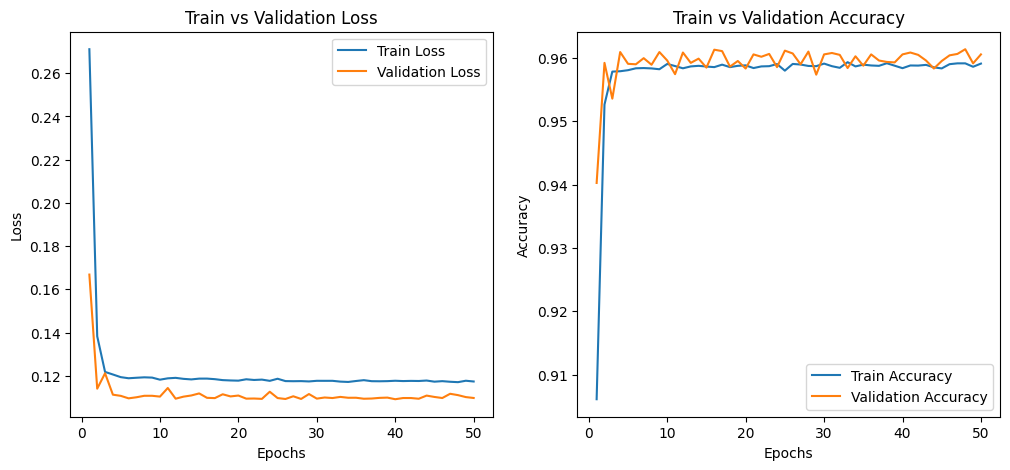 Train vs Validation Loss
Train Loss
Validation Loss
0.26
0.24
0.22
0.20
0.18
0.16
0.14
0.12
Loss
0
10
20
30
40
50
Epochs
Train vs Validation Accuracy
0.96
0.95
0.94
0.93
0.92
0.91
Accuracy
Train Accuracy
Validation Accuracy
0
10
20
30
40
50
Epochs